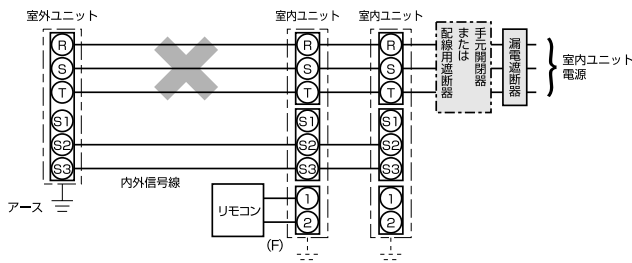 室外ユニット
室内ユニット
室内ユニット
R
S
T
S1
S2
S3
R
S
T
S1
S2
S3
1
2
R
S
T
S1
S2
S3
1
2
手元開閉器
または
配線用遮断器
漏電遮断器
室内ユニット
電源
内外信号線
アース
リモコン
(F)